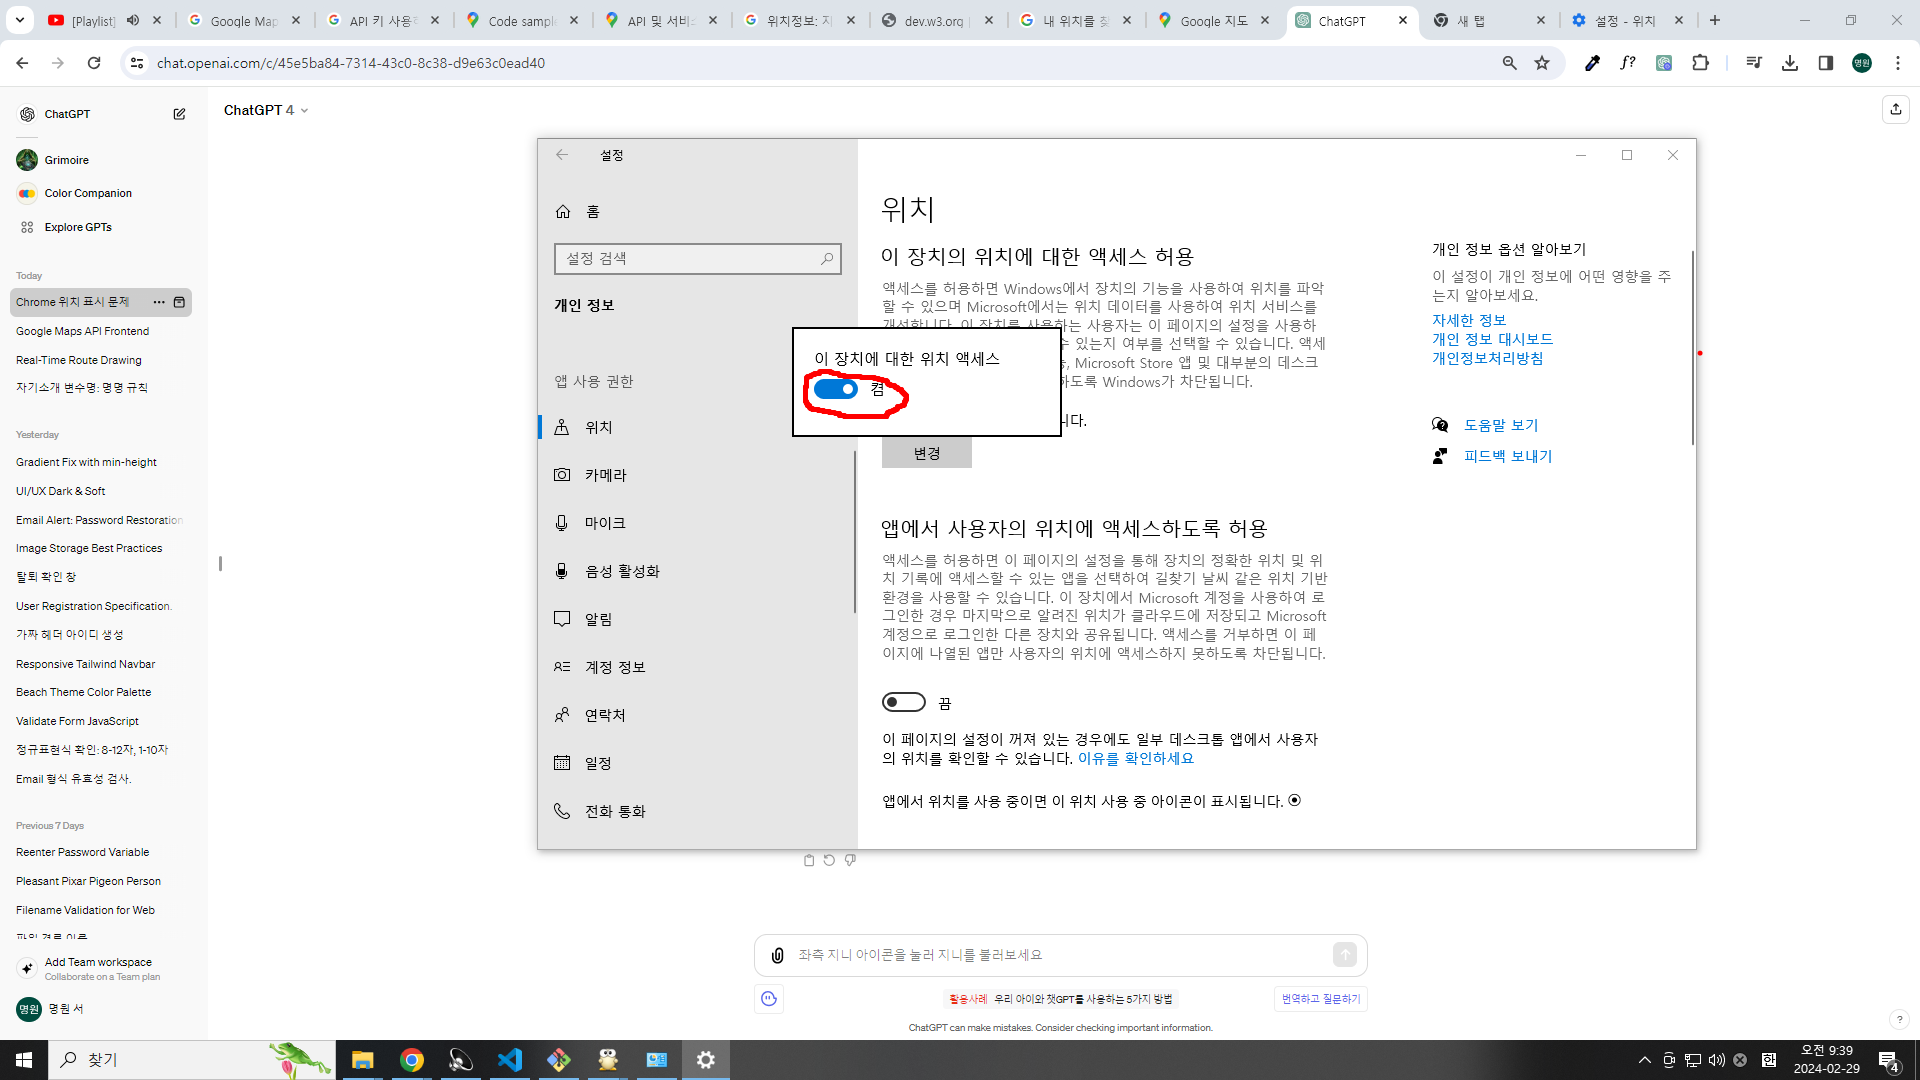 [Playlist]
Google Map
API 키 사용
Code sampl
API 및 서비
위치정보: 지
dev.w3.org
내 위치를 찾
Google 지도
ChatGPT
새 탭
설정 - 위치
chat.openai.com/c/45e5ba84-7314-43c0-8c38-d9e63c0ead40
f?
명원
ChatGPT
ChatGPT 4
Grimoire
Color Companion
Explore GPTs
Today
Chrome 위치 표시 문제
Google Maps API Frontend
Real-Time Route Drawing
자기소개 변수명: 명명 규칙
Yesterday
Gradient Fix with min-height
UI/UX Dark & Soft
Email Alert: Password Restoration
Image Storage Best Practices
탈퇴 확인 창
User Registration Specification.
가짜 헤더 아이디 생성
Responsive Tailwind Navbar
Beach Theme Color Palette
Validate Form JavaScript
정규표현식 확인: 8-12자, 1-10자
Email 형식 유효성 검사.
Previous 7 Days
Reenter Password Variable
Pleasant Pixar Pigeon Person
Filename Validation for Web
파일 경로 이름
Add Team workspace
Collaborate on a Team plan
명원
명원 서
설정
홈
설정 검색
개인 정보
앱 사용 권한
위치
카메라
마이크
음성 활성화
알림
계정 정보
연락처
일정
전화 통화
위치
이 장치의 위치에 대한 액세스 허용
액세스를 허용하면 Windows에서 장치의 기능을 사용하여 위치를 파악
할 수 있으며 Microsoft에서는 위치 데이터를 사용하여 위치 서비스를
개선합니다. 이 장치를 사용하는 사용자는 이 페이지의 설정을 사용하
수 있는지 여부를 선택할 수 있습니다. 액세
, Microsoft Store 앱 및 대부분의 데스크
하도록 Windows가 차단됩니다.
니다.
이 장치에 대한 위치 액세스
켬
변경
앱에서 사용자의 위치에 액세스하도록 허용
액세스를 허용하면 이 페이지의 설정을 통해 장치의 정확한 위치 및 위
치 기록에 액세스할 수 있는 앱을 선택하여 길찾기 날씨 같은 위치 기반
환경을 사용할 수 있습니다. 이 장치에서 Microsoft 계정을 사용하여 로
그인한 경우 마지막으로 알려진 위치가 클라우드에 저장되고 Microsoft
계정으로 로그인한 다른 장치와 공유됩니다. 액세스를 거부하면 이 페
이지에 나열된 앱만 사용자의 위치에 액세스하지 못하도록 차단됩니다.
끔
이 페이지의 설정이 꺼져 있는 경우에도 일부 데스크톱 앱에서 사용자
의 위치를 확인할 수 있습니다. 이유를 확인하세요
앱에서 위치를 사용 중이면 이 위치 사용 중 아이콘이 표시됩니다.
개인 정보 옵션 알아보기
이 설정이 개인 정보에 어떤 영향을 주
는지 알아보세요.
자세한 정보
개인 정보 대시보드
개인정보처리방침
도움말 보기
피드백 보내기
좌측 지니 아이콘을 눌러 지니를 불러보세요
활용사례 우리 아이와 챗GPT를 사용하는 5가지 방법
번역하고 질문하기
ChatGPT can make mistakes. Consider checking important information.
?
찾기
한
오전 9:39
2024-02-29
4